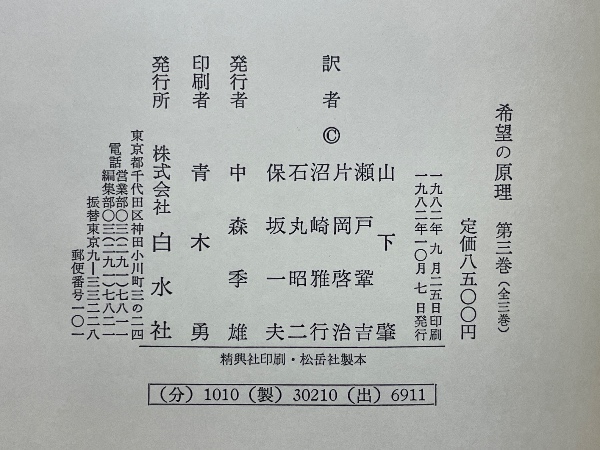 希望の原理　第三巻（全三巻）
定価八五〇〇円
一九八二年　九月二五日印刷
一九八二年一〇月　七日発行
訳者©
山下肇
瀬戸鞏吉
片岡啓治
沼崎雅行
石丸昭二
保坂一夫
発行者　中森季雄
印刷者　青木勇
発行所　株式会社白水社
東京都千代田区神田小川町三の二四
電話営業部〇三（二九一）七八一一
編集部〇三（二九一）七八二一
振替東京九―三三二二八
郵便番号一〇一
精興社印刷・松岳社製本
（分）1010（製）30210（出）6911